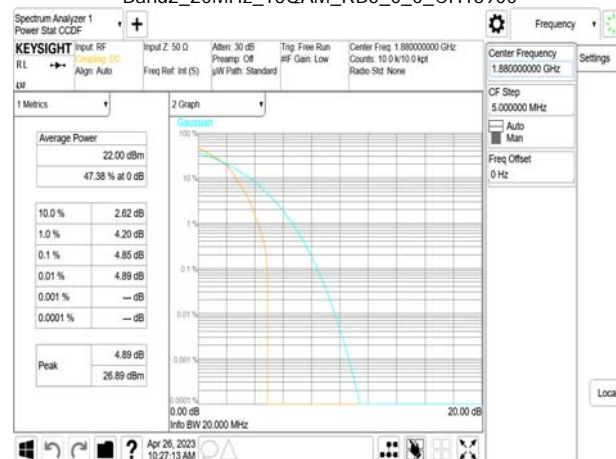 Spectrum Analyzer 1
Power Stat CCDF
Frequency
KEYSIGHT
RL
Input: RF
Coupling: DC
Align: Auto
Input Z: 50 Ω
Freq Ref: Int (S)
Atten: 30 dB
Preamp: Off
µW Path: Standard
Trig: Free Run
#IF Gain: Low
Center Freq: 1.880000000 GHz
Counts: 10.0 k/10.0 kpt
Radio Std: None
Center Frequency
1.880000000 GHz
Settings
CF Step
5.000000 MHz
Auto
Man
Freq Offset
0 Hz
Local
1 Metrics
2 Graph
Average Power
22.00 dBm
47.38 % at 0 dB
10.0 % 2.62 dB
1.0 % 4.20 dB
0.1 % 4.85 dB
0.01 % 4.89 dB
0.001 % --- dB
0.0001 % --- dB
Peak
4.89 dB
26.89 dBm
Gaussian
100 %
10 %
1 %
0.1 %
0.01 %
0.001 %
0.0001 %
0.00 dB
20.00 dB
Info BW 20.000 MHz
Apr 26, 2023
10:27:13 AM